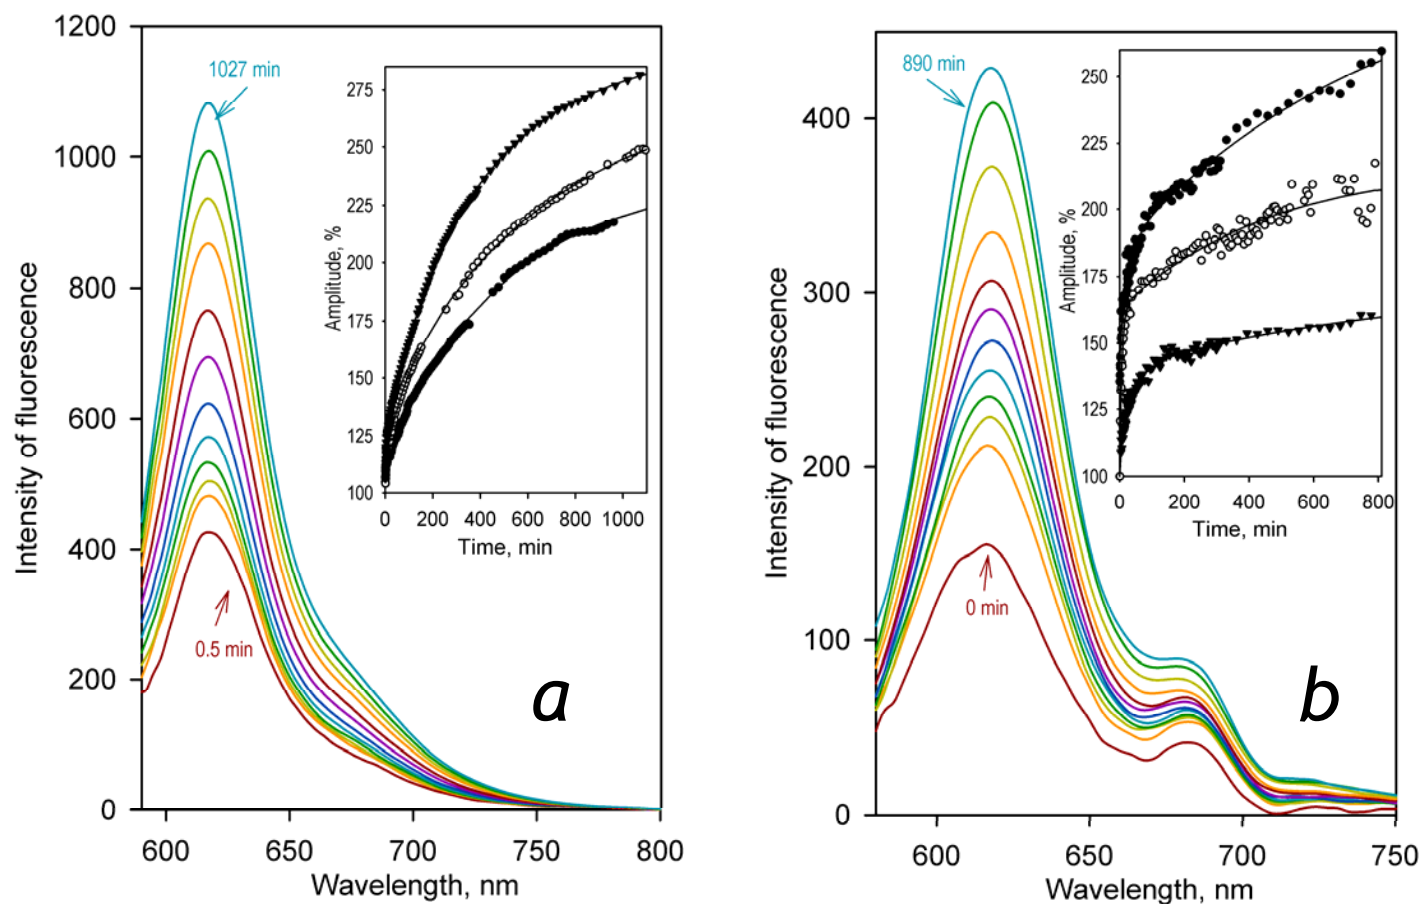 1200
1000
800
600
400
200
0
600 650 700 750 800
Wavelength, nm
Intensity of fluorescence
1027 min
0.5 min
a
275
250
225
200
175
150
125
100
0 200 400 600 800 1000
Time, min
Amplitude, %
400
300
200
100
0
600 650 700 750
Wavelength, nm
Intensity of fluorescence
890 min
0 min
b
250
225
200
175
150
125
100
0 200 400 600 800
Time, min
Amplitude, %